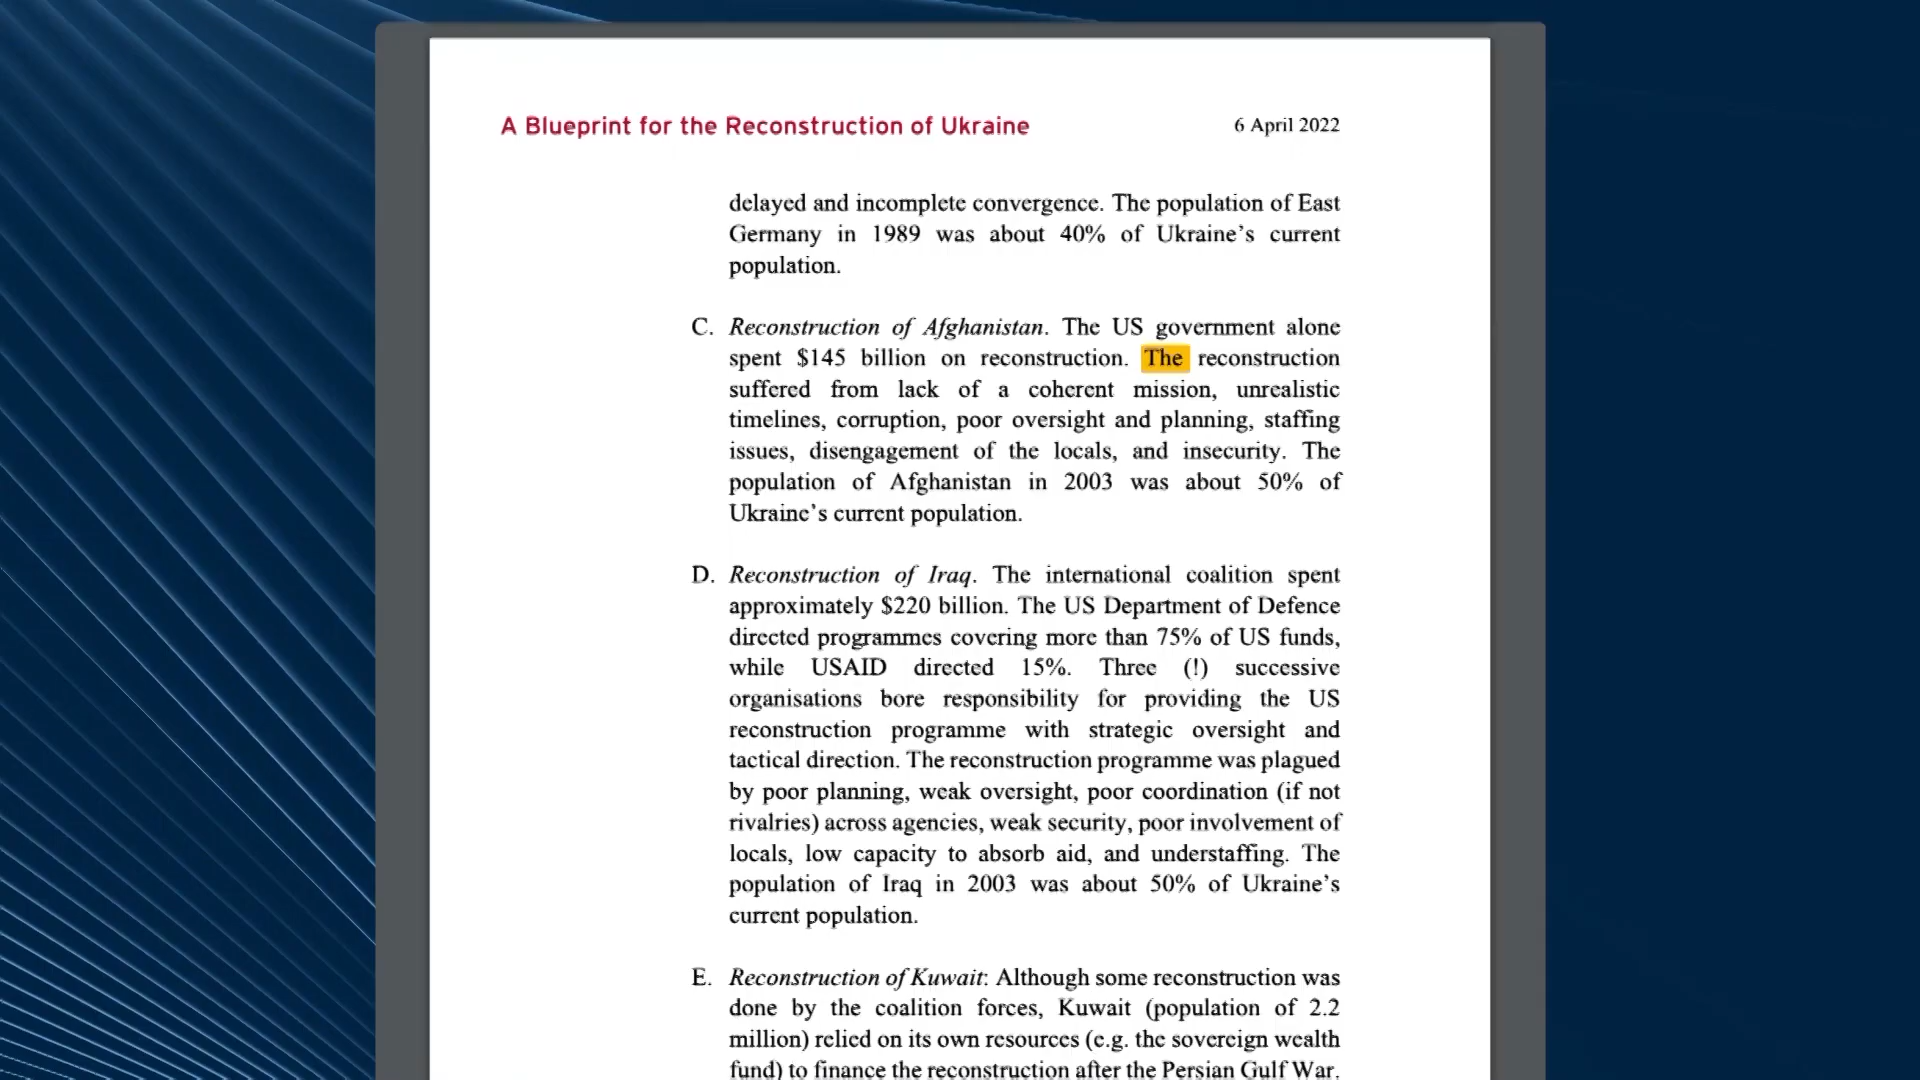 A Blueprint for the Reconstruction of Ukraine
6 April 2022
delayed and incomplete convergence. The population of East
Germany in 1989 was about 40% of Ukraine's current
population.
C. Reconstruction of Afghanistan. The US government alone
spent $145 billion on reconstruction. The reconstruction
suffered from lack of a coherent mission, unrealistic
timelines, corruption, poor oversight and planning, staffing
issues, disengagement of the locals, and insecurity. The
population of Afghanistan in 2003 was about 50% of
Ukraine's current population.
D. Reconstruction of Iraq. The international coalition spent
approximately $220 billion. The US Department of Defence
directed programmes covering more than 75% of US funds,
while USAID directed 15%. Three (!) successive
organisations bore responsibility for providing the US
reconstruction programme with strategic oversight and
tactical direction. The reconstruction programme was plagued
by poor planning, weak oversight, poor coordination (if not
rivalries) across agencies, weak security, poor involvement of
locals, low capacity to absorb aid, and understaffing. The
population of Iraq in 2003 was about 50% of Ukraine's
current population.
E. Reconstruction of Kuwait: Although some reconstruction was
done by the coalition forces, Kuwait (population of 2.2
million) relied on its own resources (e.g. the sovereign wealth
fund) to finance the reconstruction after the Persian Gulf War.